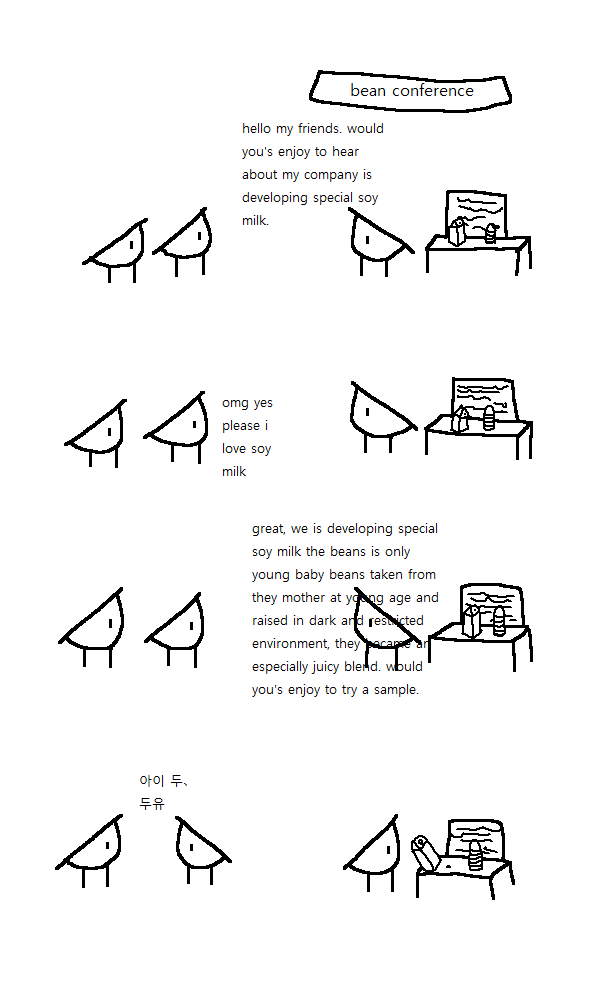 bean conference
hello my friends. would
you's enjoy to hear
about my company is
developing special soy
milk.
omg yes
please i
love soy
milk
great, we is developing special
soy milk the beans is only
young baby beans taken from
they mother at young age and
raised in dark and restricted
environment, they became an
especially juicy blend. would
you's enjoy to try a sample.
아이 두、
두유